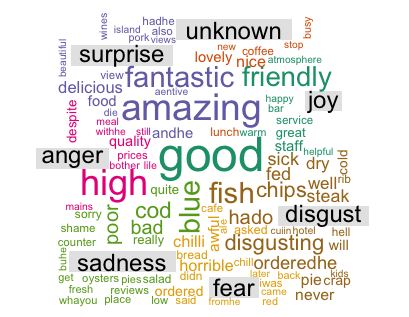 wines island hadhe also unknown busy
pork views
surprise new coffee stop
beautiful lovely nice atmosphere
view fantastic friendly
delicious aentive
food amazing happy joy
despite die bar
meal service
withhe still andhe lunch warm great
quality good staff helpful
anger prices sick dry cold
bother lile fed rib
high quite blue fish chips well
mains steak
sorry poor cod cafe hado disgust
shame bad ale asked cuiin hotel hell
counter really chilli awful disgusting will
buhe bread
sadness horrible chill orderedhe
get oysters pies salad didn later back kids
fresh reviews ordered fear iwas pie crap
whayou place low said fromhe came red never